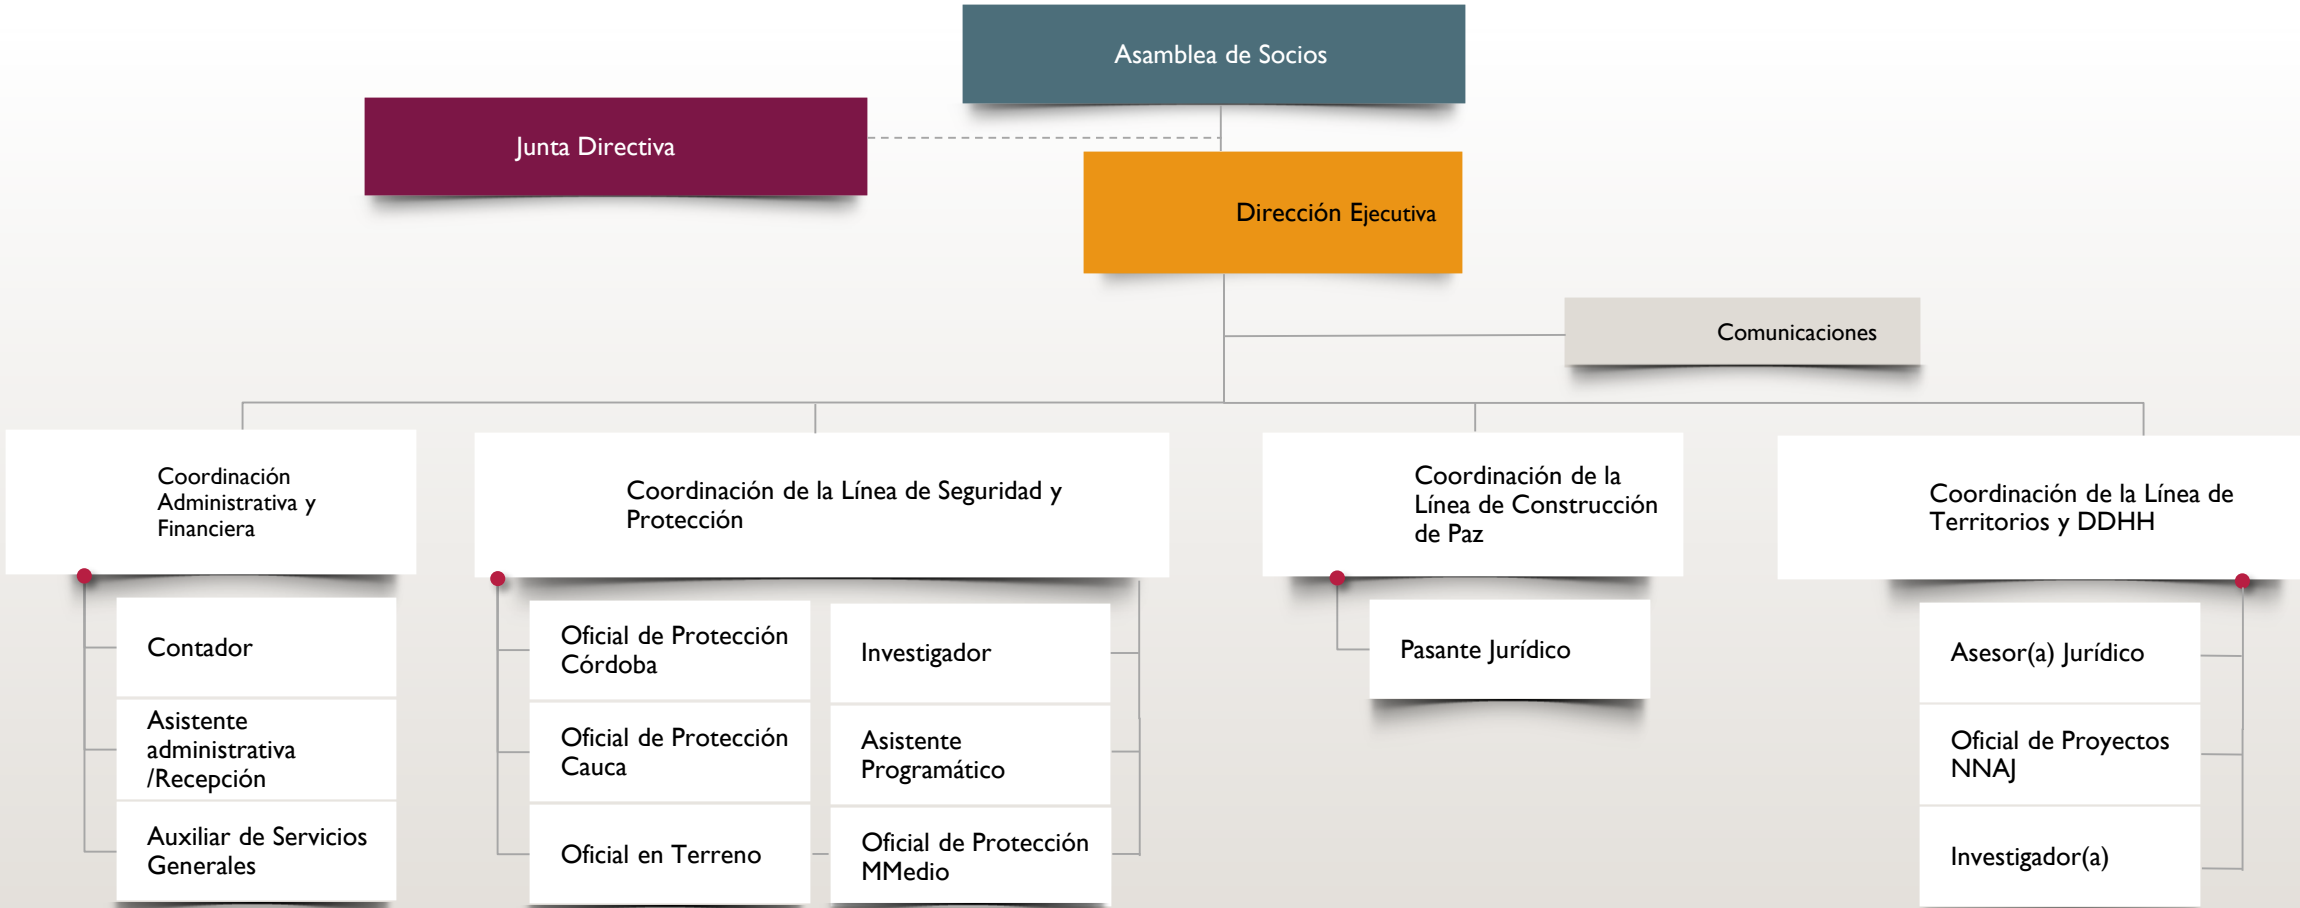 Asamblea de Socios
Junta Directiva
Dirección Ejecutiva
Comunicaciones
Coordinación
Administrativa y
Financiera
Coordinación de la Línea de Seguridad y
Protección
Coordinación de la
Línea de Construcción
de Paz
Coordinación de la Línea de
Territorios y DDHH
Contador
Asistente
administrativa
/Recepción
Auxiliar de Servicios
Generales
Oficial de Protección
Córdoba
Oficial de Protección
Cauca
Oficial en Terreno
Investigador
Asistente
Programático
Oficial de Protección
MMedio
Pasante Jurídico
Asesor(a) Jurídico
Oficial de Proyectos
NNAJ
Investigador(a)